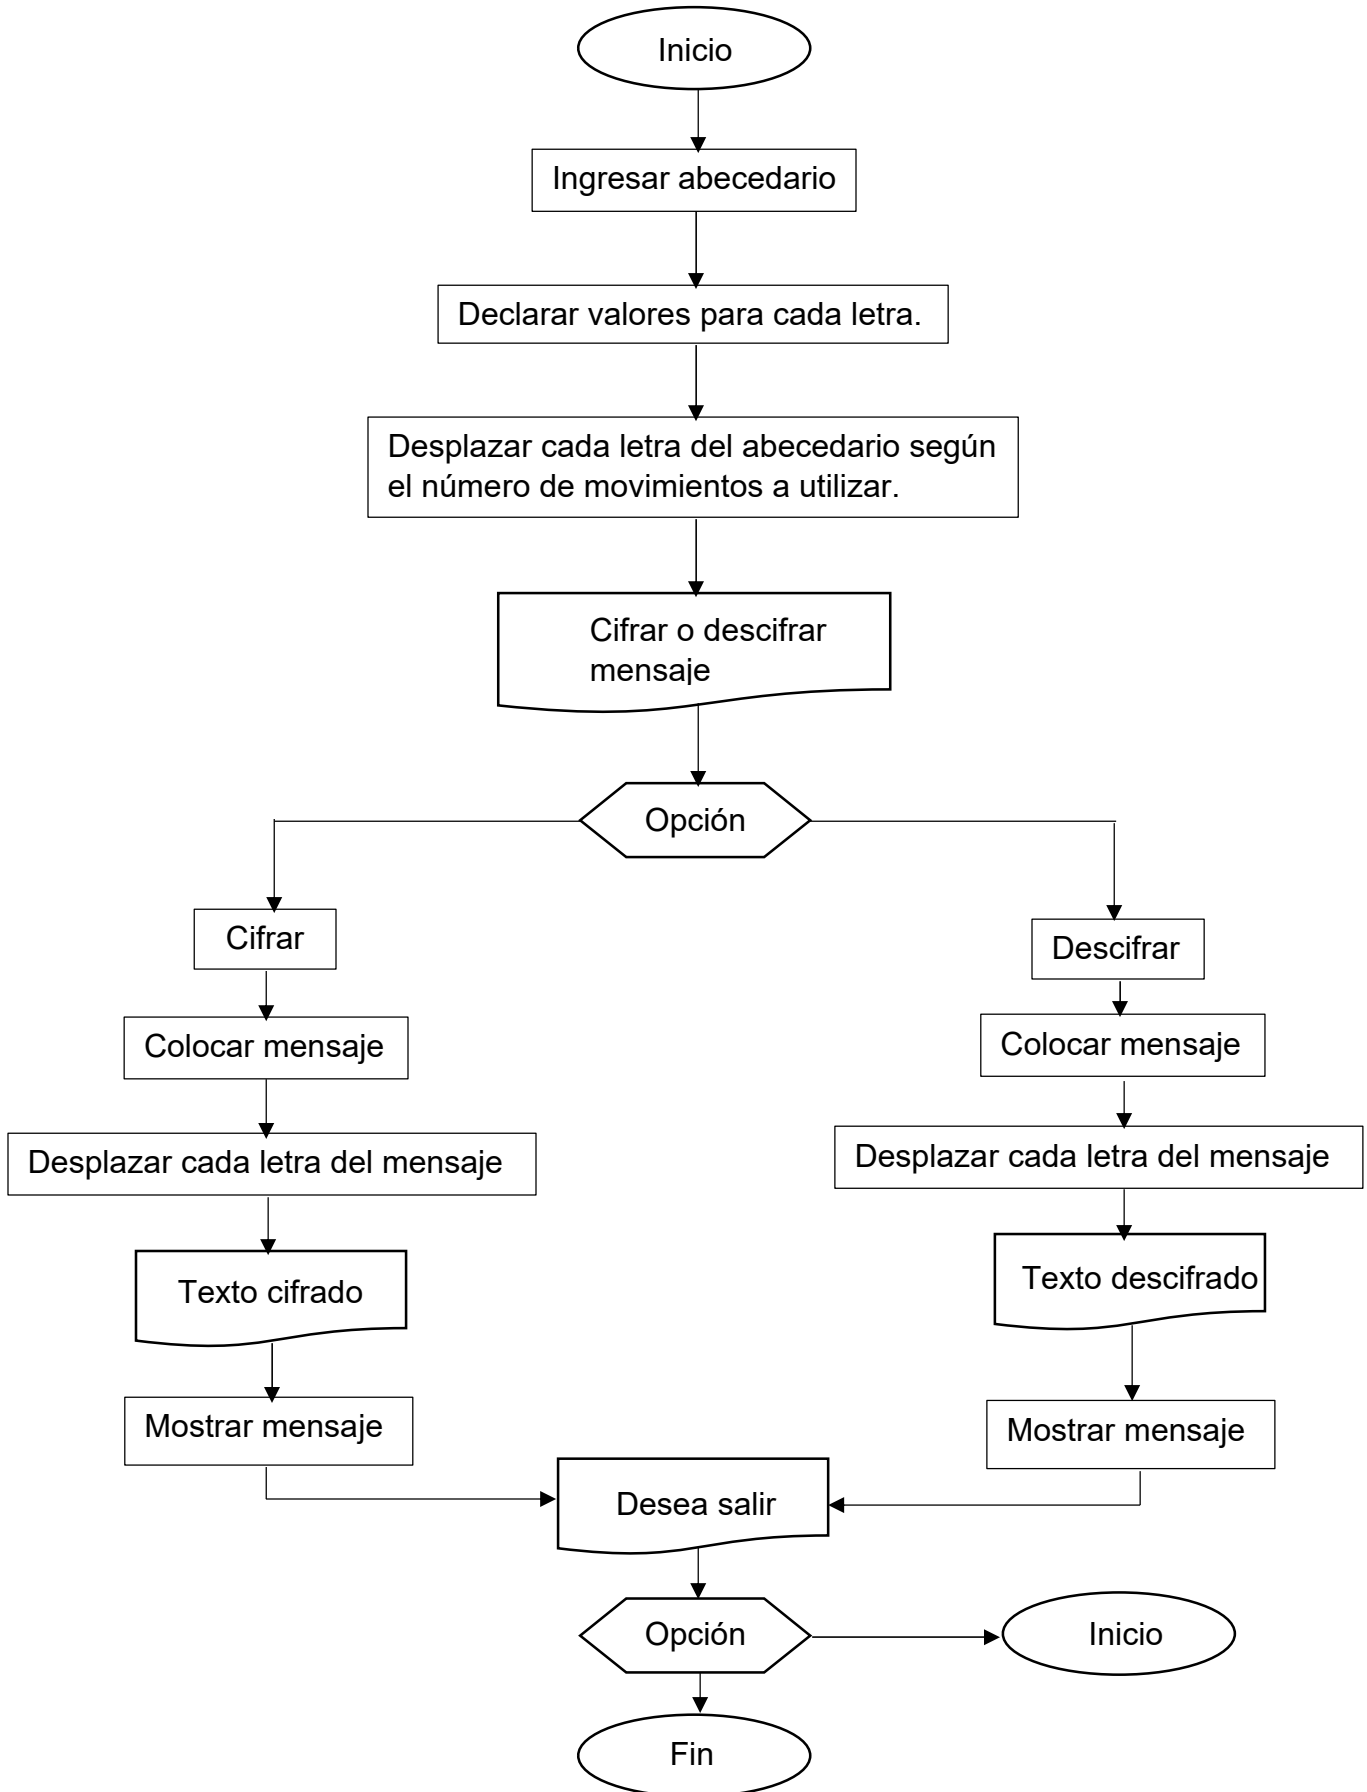 Inicio
Ingresar abecedario
Declarar valores para cada letra.
Desplazar cada letra del abecedario según
el número de movimientos a utilizar.
Cifrar o descifrar
mensaje
Opción
Cifrar
Colocar mensaje
Desplazar cada letra del mensaje
Texto cifrado
Mostrar mensaje
Descifrar
Colocar mensaje
Desplazar cada letra del mensaje
Texto descifrado
Mostrar mensaje
Desea salir
Opción
Inicio
Fin